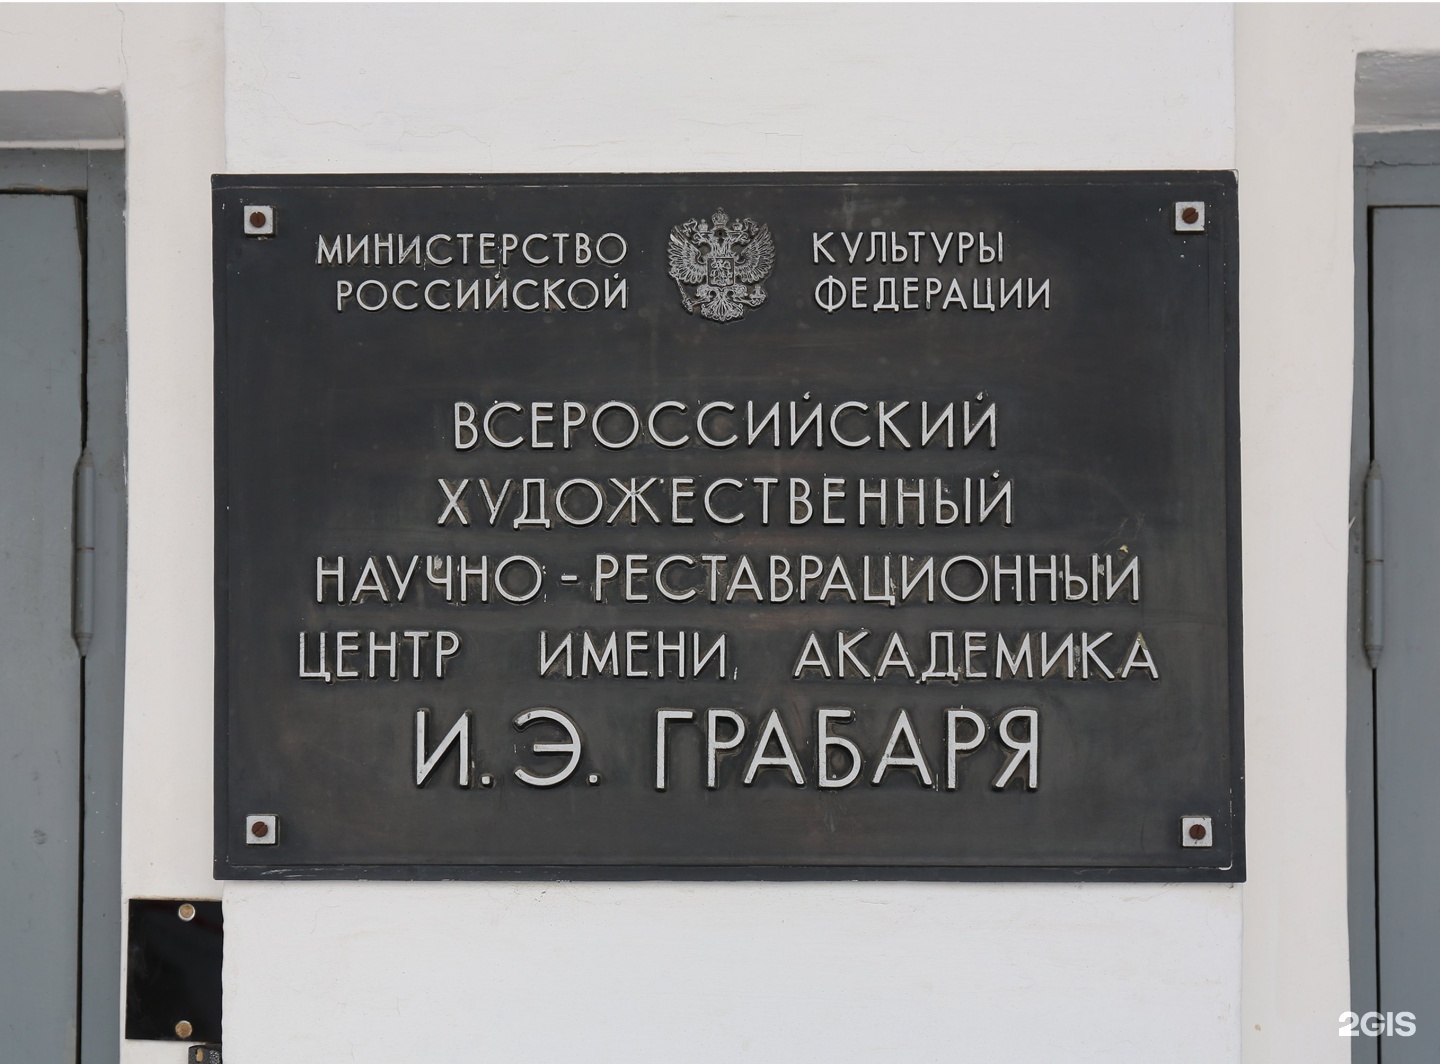 МИНИСТЕРСТВО КУЛЬТУРЫ
РОССИЙСКОЙ ФЕДЕРАЦИИ
ВСЕРОССИЙСКИЙ
ХУДОЖЕСТВЕННЫЙ
НАУЧНО - РЕСТАВРАЦИОННЫЙ
ЦЕНТР ИМЕНИ АКАДЕМИКА
И.Э. ГРАБАРЯ
2GIS